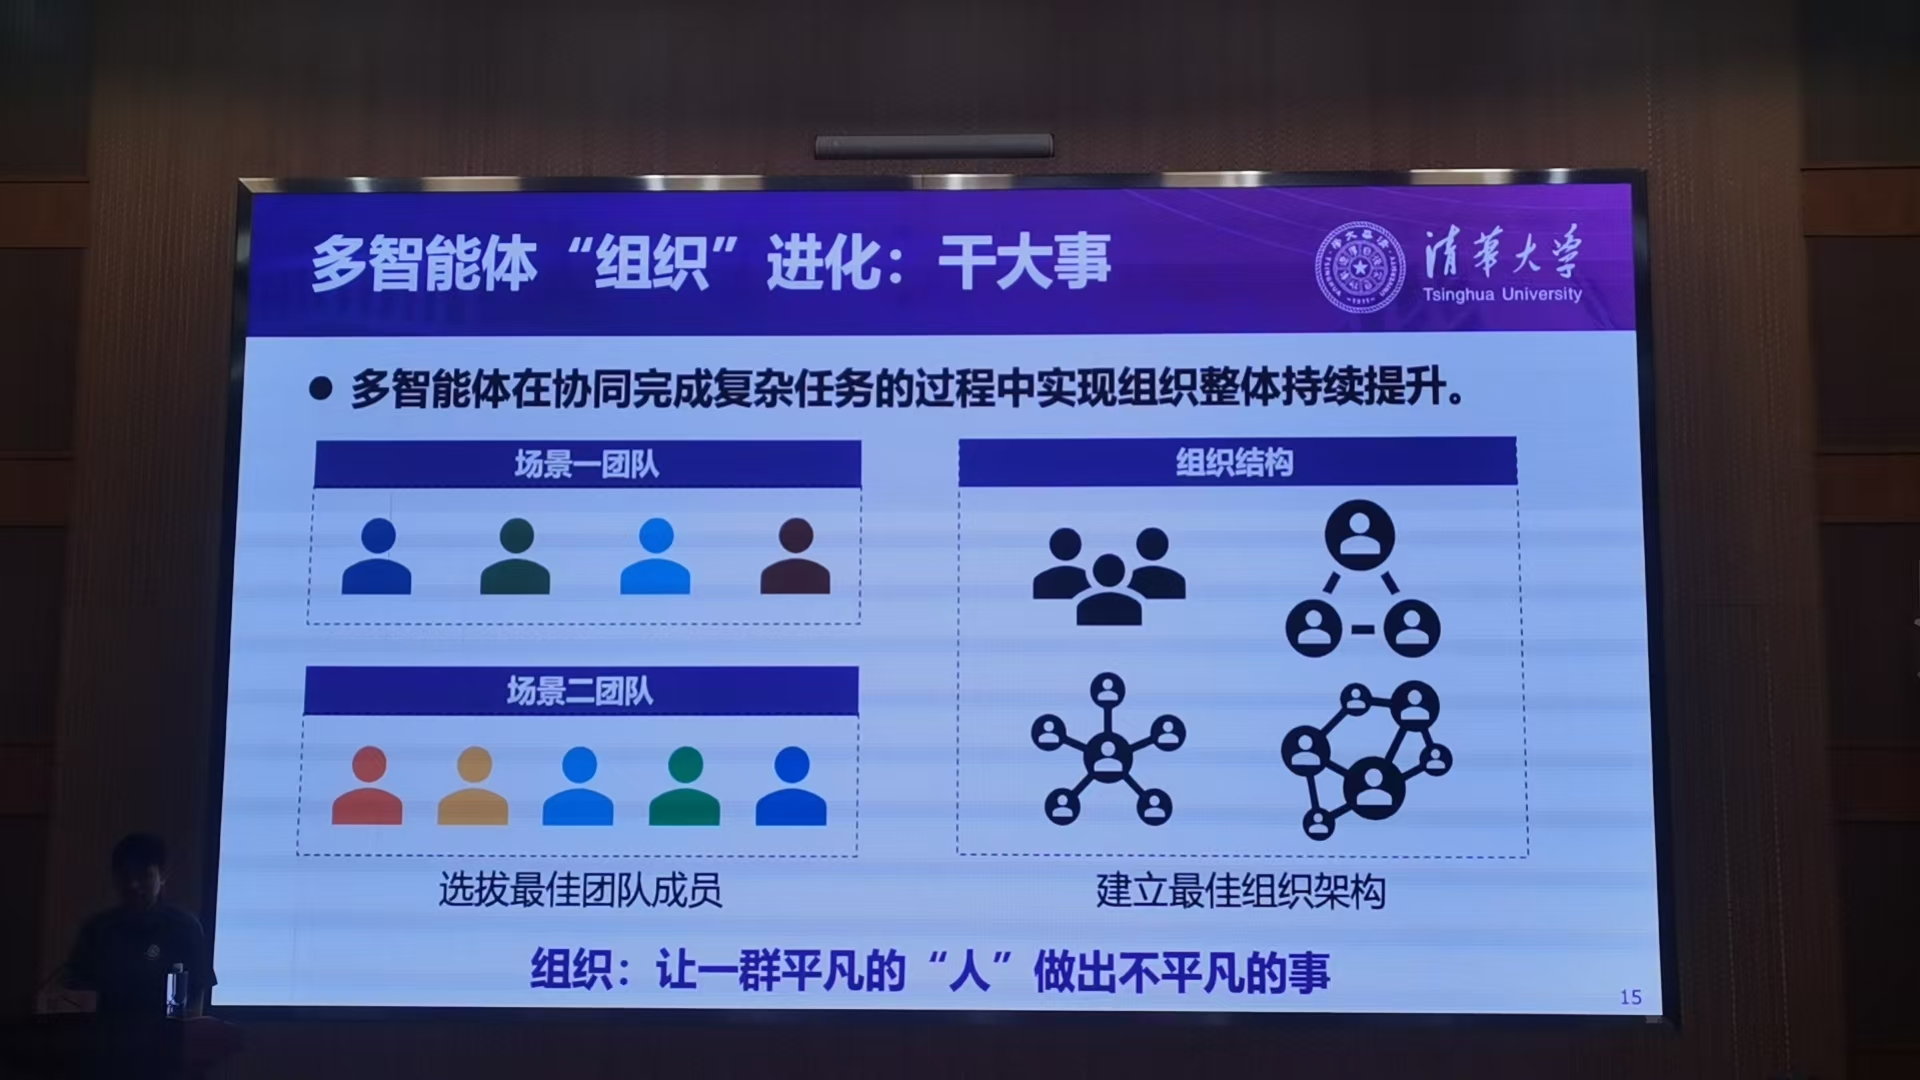 多智能体“组织”进化：干大事
清华大学
Tsinghua University
● 多智能体在协同完成复杂任务的过程中实现组织整体持续提升。
场景一团队
组织结构
场景二团队
选拔最佳团队成员
建立最佳组织架构
组织：让一群平凡的“人”做出不平凡的事
15